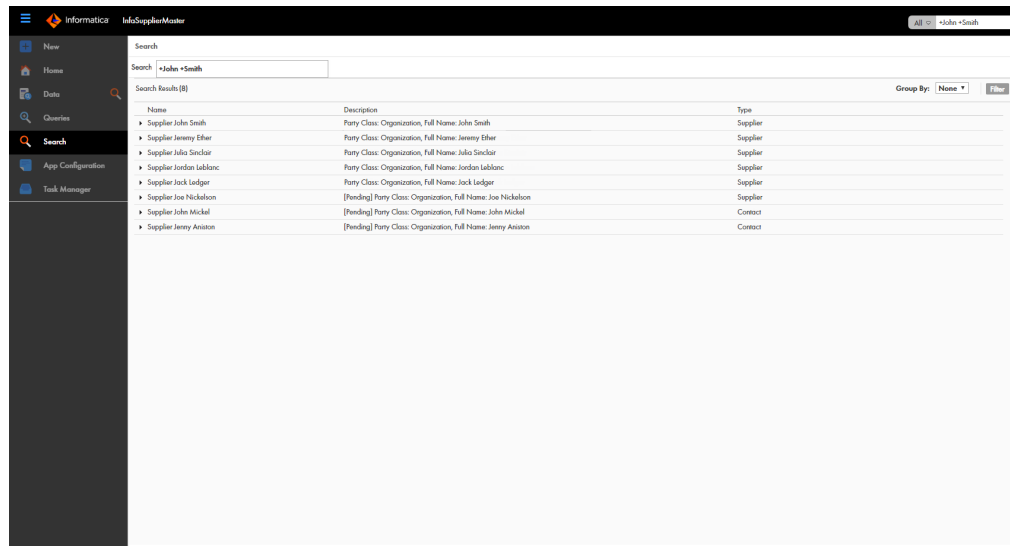 Informatica InfaSupplierMaster All +John +Smith
New
Home
Data
Queries
Search
App Configuration
Task Manager
Search
Search +John +Smith
Search Results (8) Group By: None Filter
Name Description Type
Supplier John Smith Party Class: Organization, Full Name: John Smith Supplier
Supplier Jeremy Ether Party Class: Organization, Full Name: Jeremy Ether Supplier
Supplier Julia Sinclair Party Class: Organization, Full Name: Julia Sinclair Supplier
Supplier Jordan Leblanc Party Class: Organization, Full Name: Jordan Leblanc Supplier
Supplier Jack Ledger Party Class: Organization, Full Name: Jack Ledger Supplier
Supplier Joe Nickelson [Pending] Party Class: Organization, Full Name: Joe Nickelson Supplier
Supplier John Mickel [Pending] Party Class: Organization, Full Name: John Mickel Contact
Supplier Jenny Aniston [Pending] Party Class: Organization, Full Name: Jenny Aniston Contact